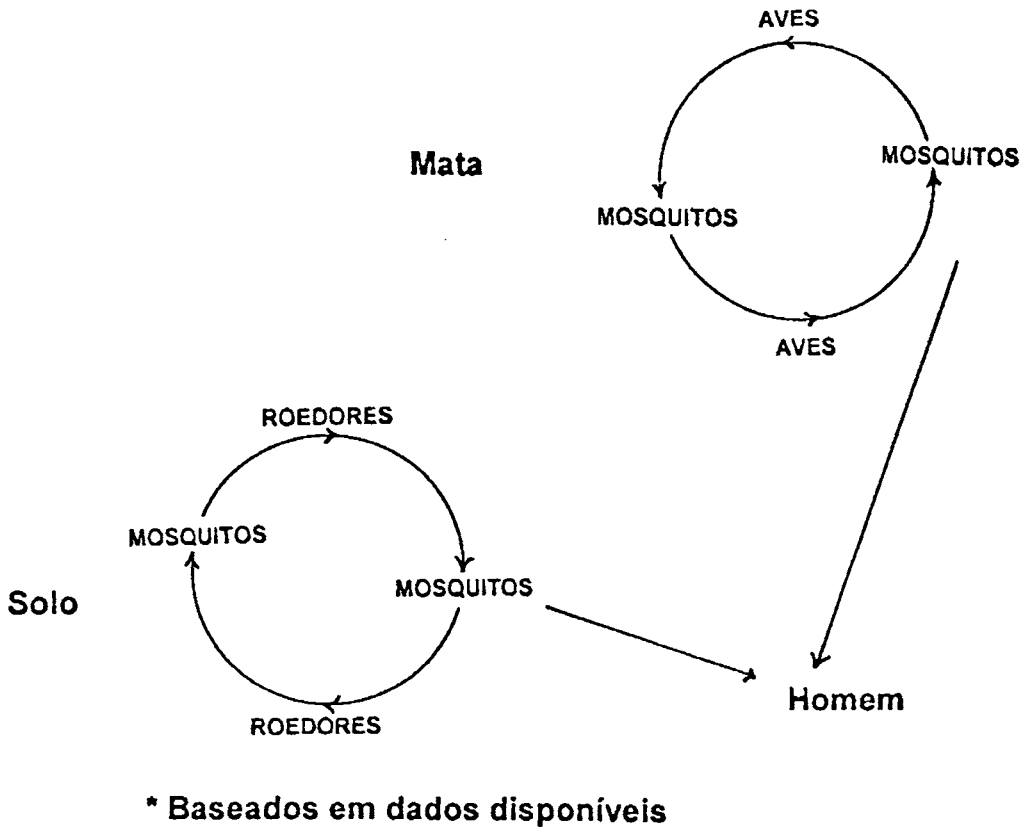 AVES
Mata
MOSQUITOS
MOSQUITOS
AVES
ROEDORES
MOSQUITOS
MOSQUITOS
Solo
ROEDORES
Homem
* Baseados em dados disponíveis